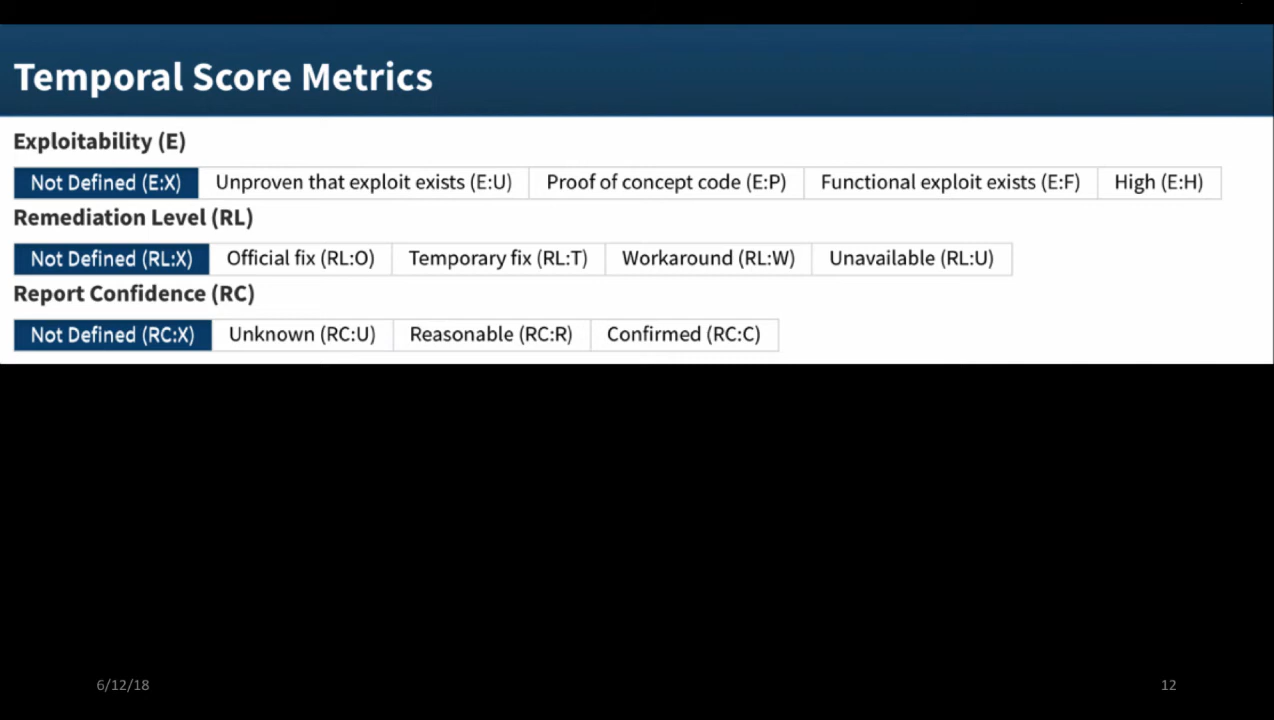 Temporal Score Metrics
Exploitability (E)
Not Defined (E:X) Unproven that exploit exists (E:U) Proof of concept code (E:P) Functional exploit exists (E:F) High (E:H)
Remediation Level (RL)
Not Defined (RL:X) Official fix (RL:O) Temporary fix (RL:T) Workaround (RL:W) Unavailable (RL:U)
Report Confidence (RC)
Not Defined (RC:X) Unknown (RC:U) Reasonable (RC:R) Confirmed (RC:C)
6/12/18 12